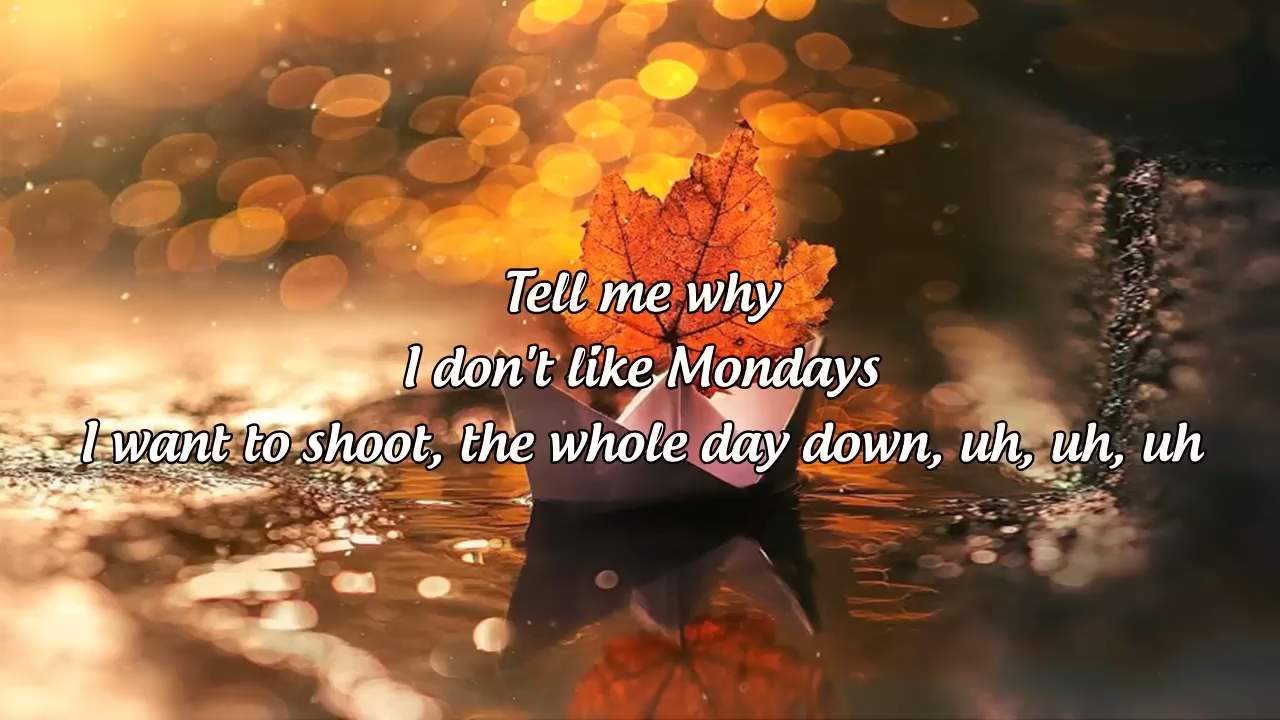 Tell me why
I don't like Mondays
I want to shoot, the whole day down, uh, uh, uh